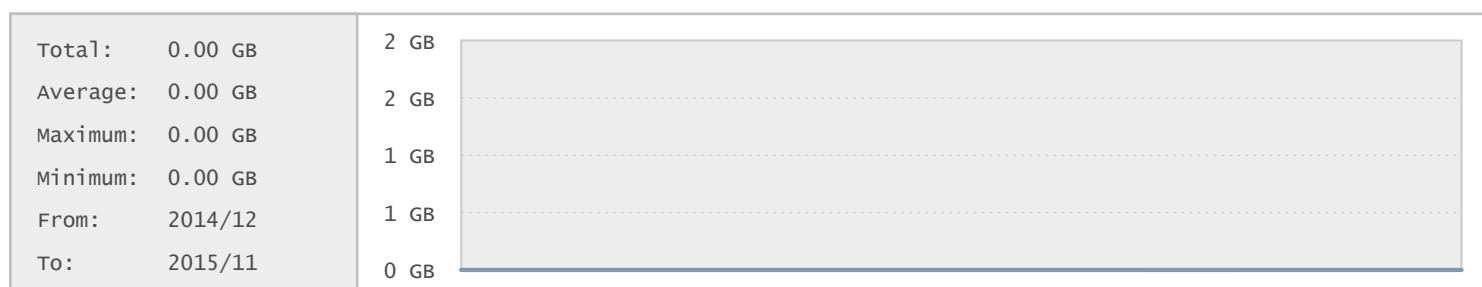 Total: 0.00 GB
Average: 0.00 GB
Maximum: 0.00 GB
Minimum: 0.00 GB
From: 2014/12
To: 2015/11
2 GB
2 GB
1 GB
1 GB
0 GB